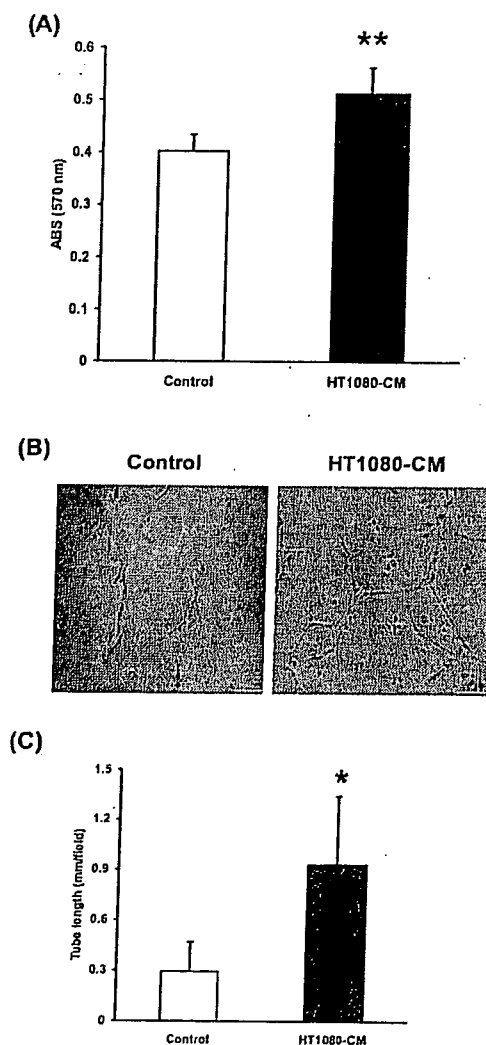 (A)
**
0.6
0.5
0.4
0.3
0.2
0.1
0
ABS (570 nm)
Control HT1080-CM
(B)
Control HT1080-CM
(C)
*
1.5
1.2
0.9
0.6
0.3
0
Tube length (mm/field)
Control HT1080-CM